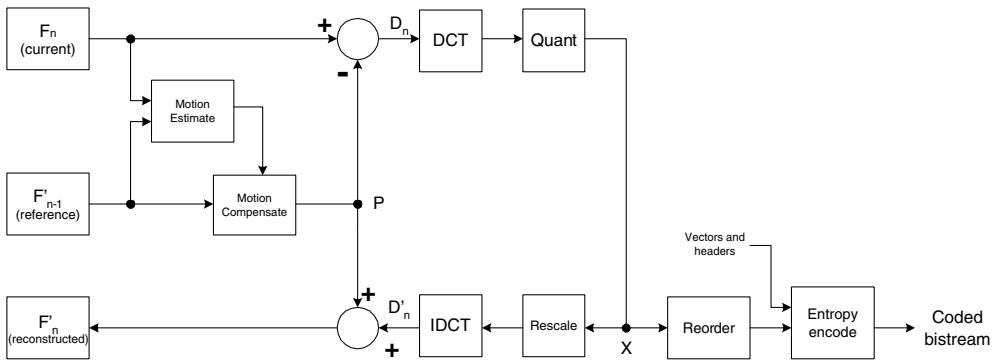 Fn
(current)
+
-
Dn
DCT
Quant
Motion
Estimate
F'n-1
(reference)
Motion
Compensate
P
Vectors and
headers
F'n
(reconstructed)
+
+
D'n
IDCT
Rescale
X
Reorder
Entropy
encode
Coded
bistream